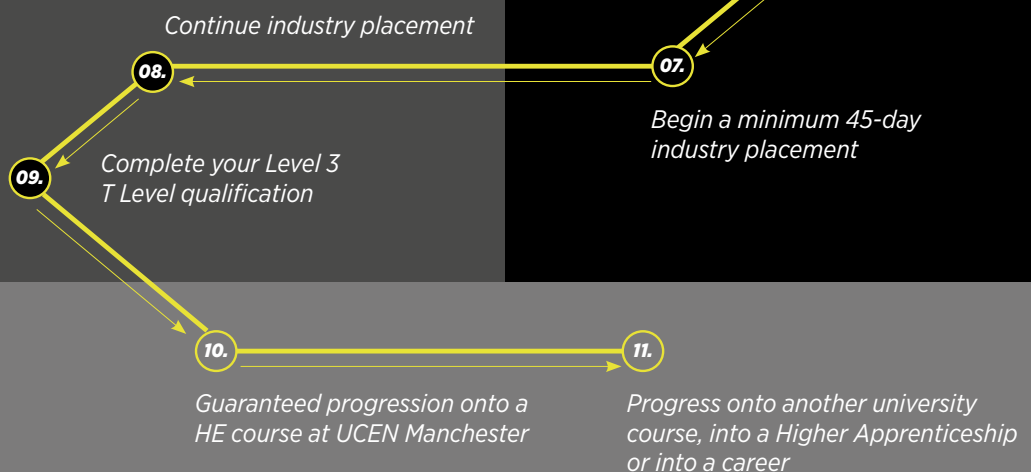 Continue industry placement
08.
07.
Begin a minimum 45-day
industry placement
09.
Complete your Level 3
T Level qualification
10.
11.
Guaranteed progression onto a
HE course at UCEN Manchester
Progress onto another university
course, into a Higher Apprenticeship
or into a career